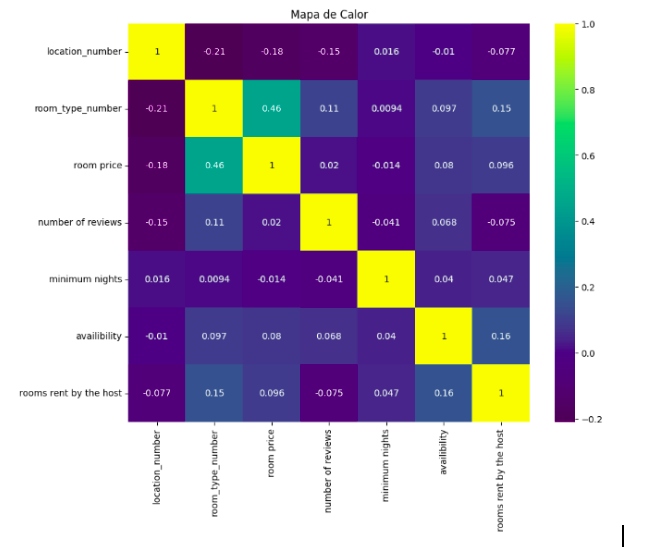 Mapa de Calor
location_number 1 -0.21 -0.18 -0.15 0.016 -0.01 -0.077
room_type_number -0.21 1 0.46 0.11 0.0094 0.097 0.15
room price -0.18 0.46 1 0.02 -0.014 0.08 0.096
number of reviews -0.15 0.11 0.02 1 -0.041 0.068 -0.075
minimum nights 0.016 0.0094 -0.014 -0.041 1 0.04 0.047
availibility -0.01 0.097 0.08 0.068 0.04 1 0.16
rooms rent by the host -0.077 0.15 0.096 -0.075 0.047 0.16 1
location_number
room_type_number
room price
number of reviews
minimum nights
availibility
rooms rent by the host
1.0
0.8
0.6
0.4
0.2
0.0
−0.2